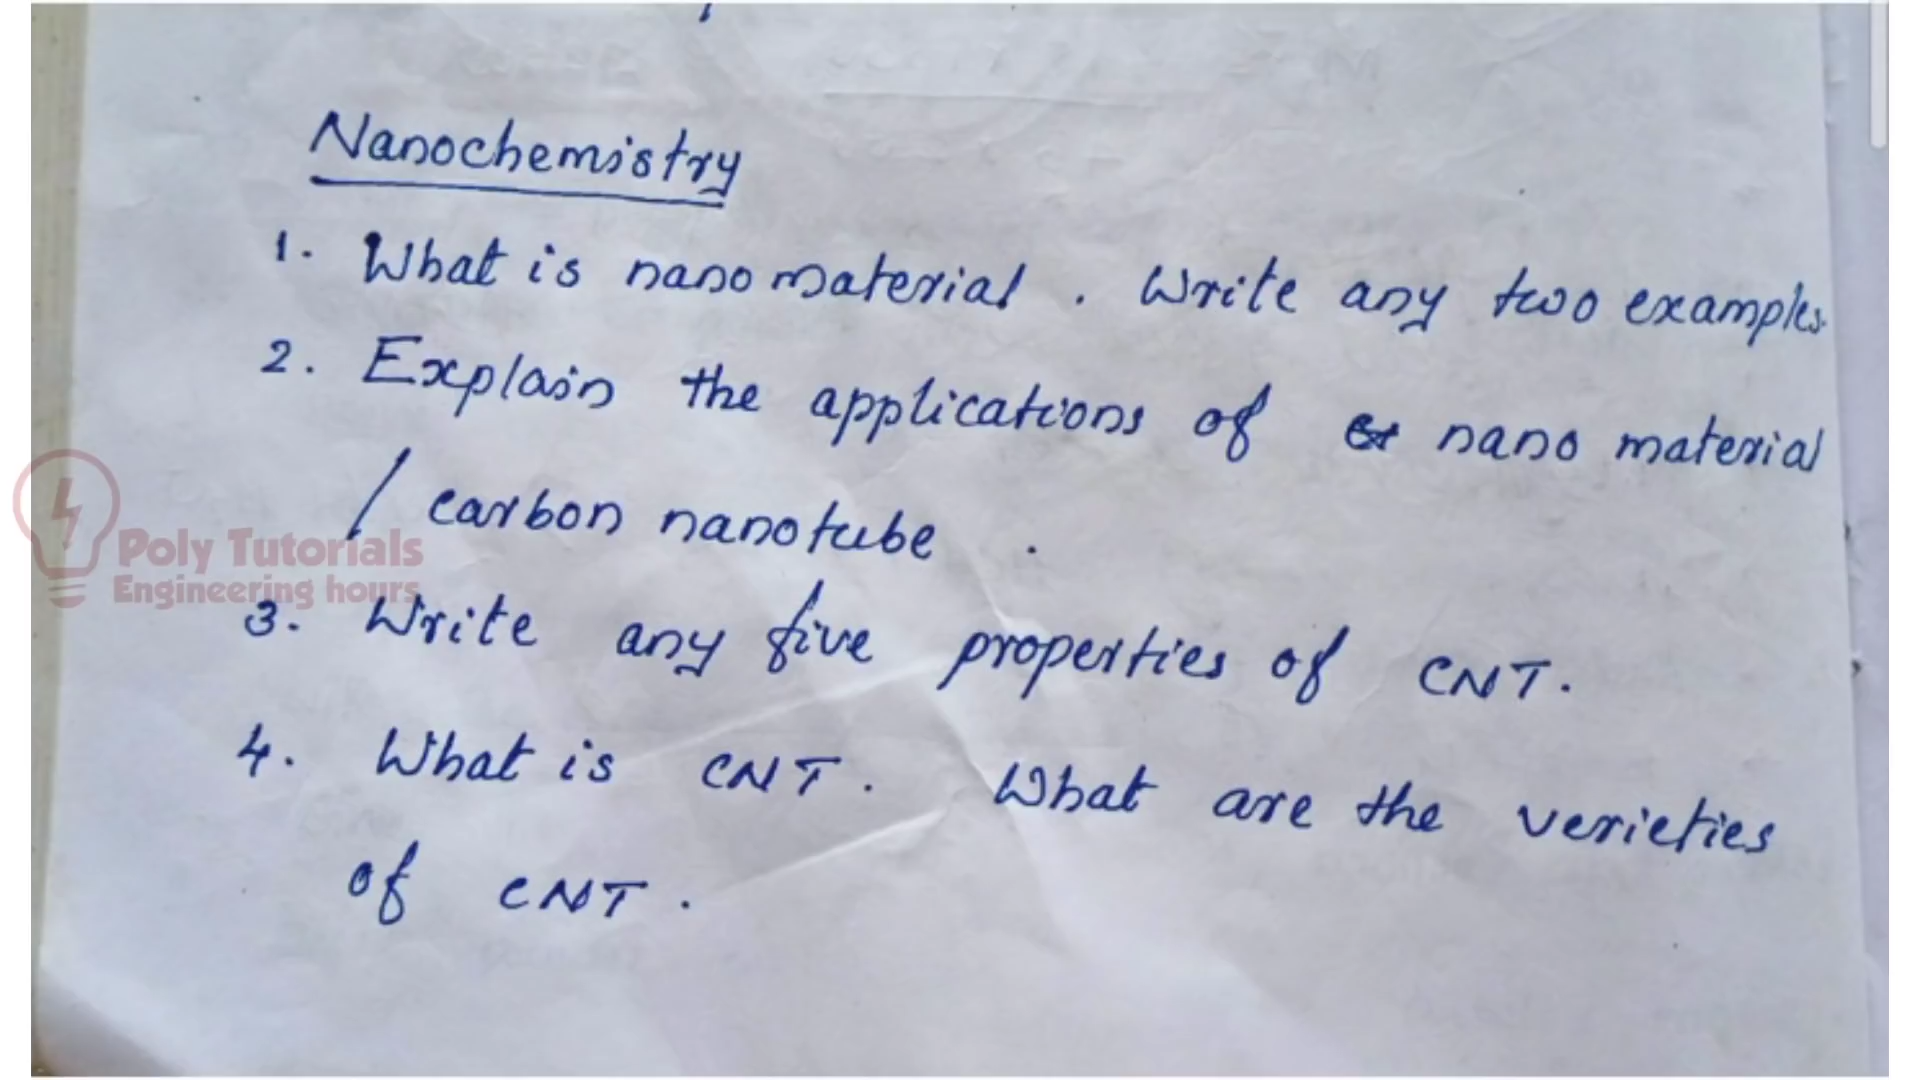 Nanochemistry
1. What is nano material. Write any two examples.
2. Explain the applications of nano material
/ carbon nanotube.
Poly Tutorials
Engineering hours
3. Write any five properties of CNT.
4. What is CNT. What are the verieties
of CNT.